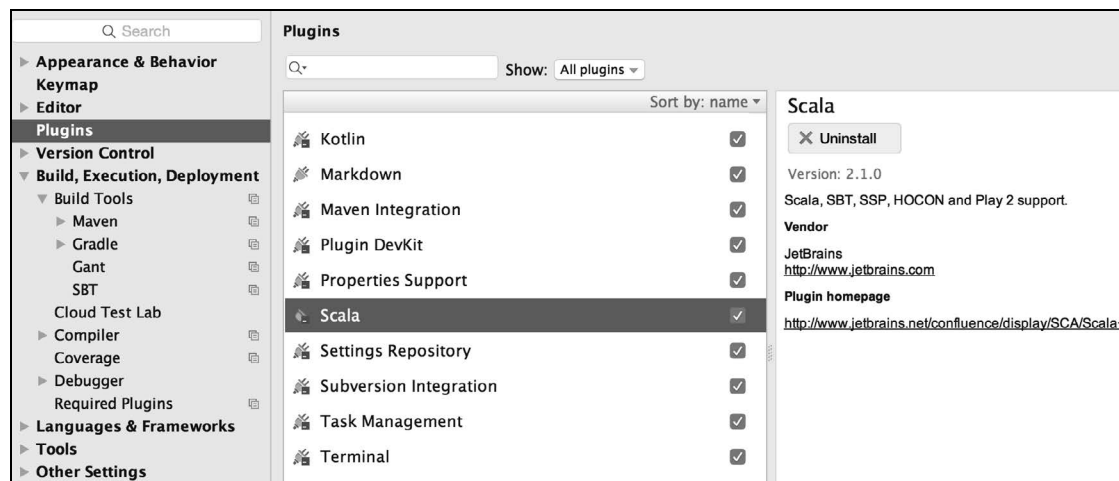 Search
Appearance & Behavior
Keymap
Editor
Plugins
Version Control
Build, Execution, Deployment
Build Tools
Maven
Gradle
Gant
SBT
Cloud Test Lab
Compiler
Coverage
Debugger
Required Plugins
Languages & Frameworks
Tools
Other Settings
Plugins
Show: All plugins
Sort by: name
Kotlin
Markdown
Maven Integration
Plugin DevKit
Properties Support
Scala
Settings Repository
Subversion Integration
Task Management
Terminal
Scala
Uninstall
Version: 2.1.0
Scala, SBT, SSP, HOCON and Play 2 support.
Vendor
JetBrains
http://www.jetbrains.com
Plugin homepage
http://www.jetbrains.net/confluence/display/SCA/Scala